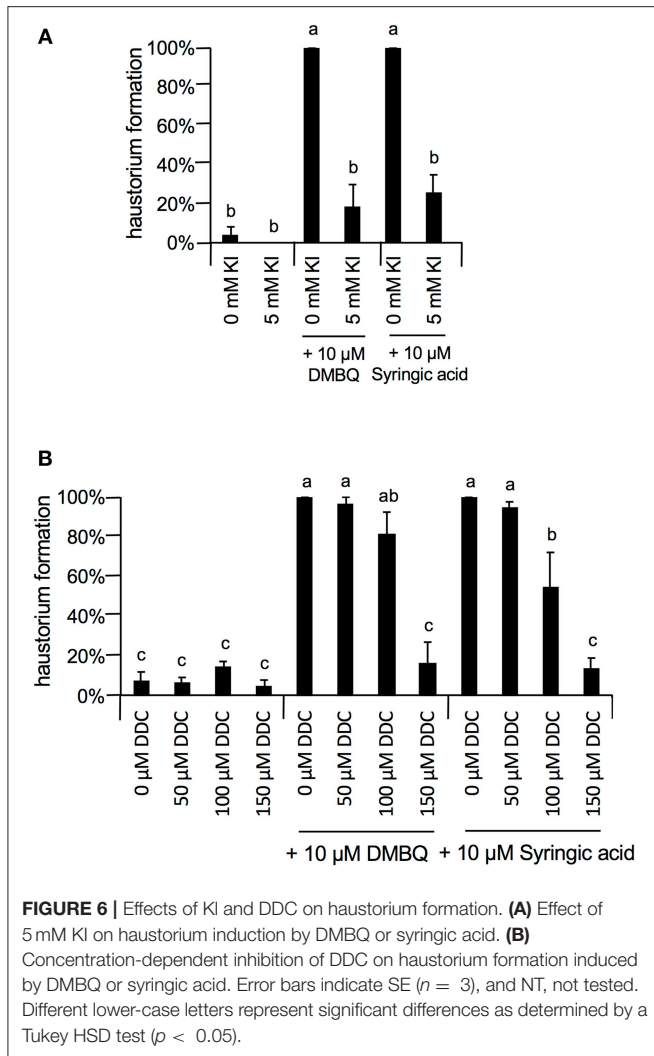 A
haustorium formation
100%
80%
60%
40%
20%
0%
b
b
a
b
a
b
0 mM KI
5 mM KI
0 mM KI
5 mM KI
0 mM KI
5 mM KI
+ 10 µM
DMBQ
+ 10 µM
Syringic acid
B
haustorium formation
100%
80%
60%
40%
20%
0%
c
c
c
c
a
a
ab
c
a
a
b
c
0 µM DDC
50 µM DDC
100 µM DDC
150 µM DDC
0 µM DDC
50 µM DDC
100 µM DDC
150 µM DDC
0 µM DDC
50 µM DDC
100 µM DDC
150 µM DDC
+ 10 µM DMBQ
+ 10 µM Syringic acid
FIGURE 6 | Effects of KI and DDC on haustorium formation. (A) Effect of
5 mM KI on haustorium induction by DMBQ or syringic acid. (B)
Concentration-dependent inhibition of DDC on haustorium formation induced
by DMBQ or syringic acid. Error bars indicate SE (n = 3), and NT, not tested.
Different lower-case letters represent significant differences as determined by a
Tukey HSD test (p < 0.05).